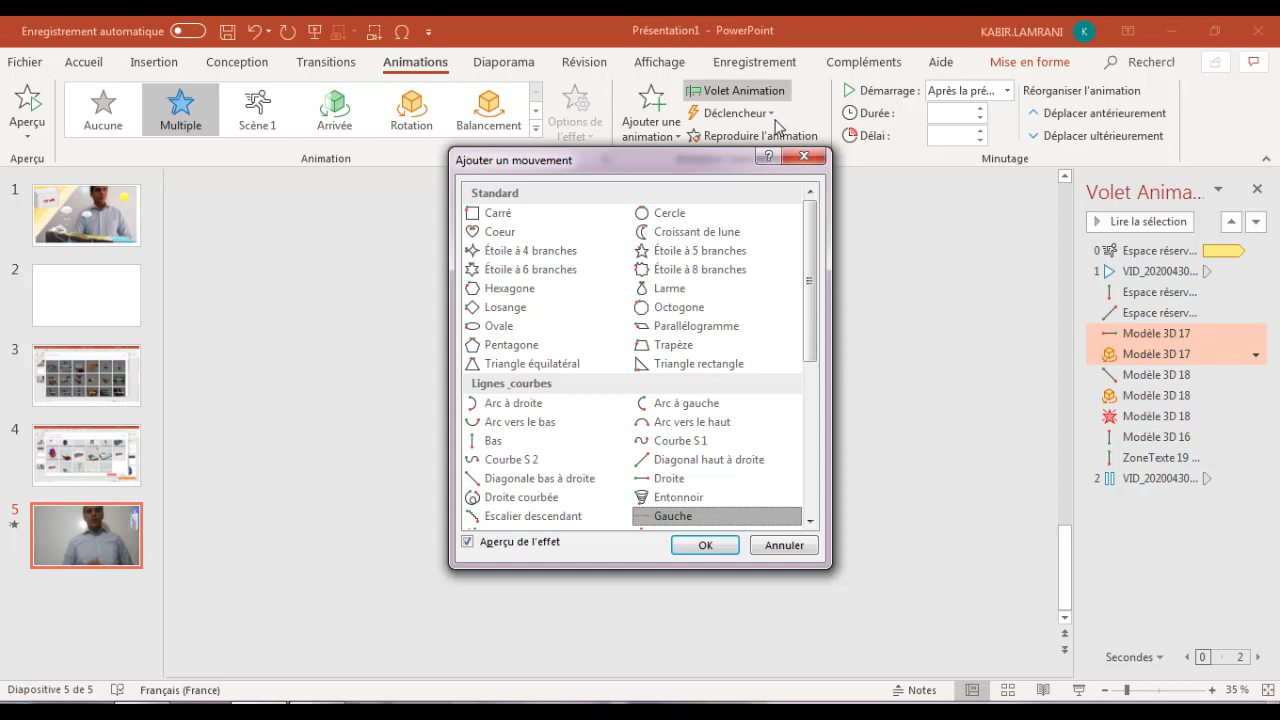 Enregistrement automatique
Présentation1 - PowerPoint
KABIR.LAMRANI K
Fichier Accueil Insertion Conception Transitions Animations Diaporama Révision Affichage Enregistrement Compléments Aide Mise en forme Rechercl
Aperçu
Aucune Multiple Scène 1 Arrivée Rotation Balancement
Options de l'effet
Ajouter une animation
Volet Animation
Déclencheur
Reproduire l'animation
Démarrage : Après la pré...
Durée :
Délai :
Réorganiser l'animation
Déplacer antérieurement
Déplacer ultérieurement
Aperçu Animation Minutage
Ajouter un mouvement ?
Standard
Carré Cercle
Coeur Croissant de lune
Étoile à 4 branches Étoile à 5 branches
Étoile à 6 branches Étoile à 8 branches
Hexagone Larme
Losange Octogone
Ovale Parallélogramme
Pentagone Trapèze
Triangle équilatéral Triangle rectangle
Lignes_courbes
Arc à droite Arc à gauche
Arc vers le bas Arc vers le haut
Bas Courbe S 1
Courbe S 2 Diagonal haut à droite
Diagonale bas à droite Droite
Droite courbée Entonnoir
Escalier descendant Gauche
Aperçu de l'effet
OK Annuler
1
2
3
4
5
Volet Anima...
Lire la sélection
0 Espace réserv...
1 VID_20200430...
Espace réserv...
Espace réserv...
Modèle 3D 17
Modèle 3D 17
Modèle 3D 18
Modèle 3D 18
Modèle 3D 18
Modèle 3D 16
ZoneTexte 19 ...
2 VID_20200430...
Secondes 0 2
Diapositive 5 de 5 Français (France) Notes 35 %